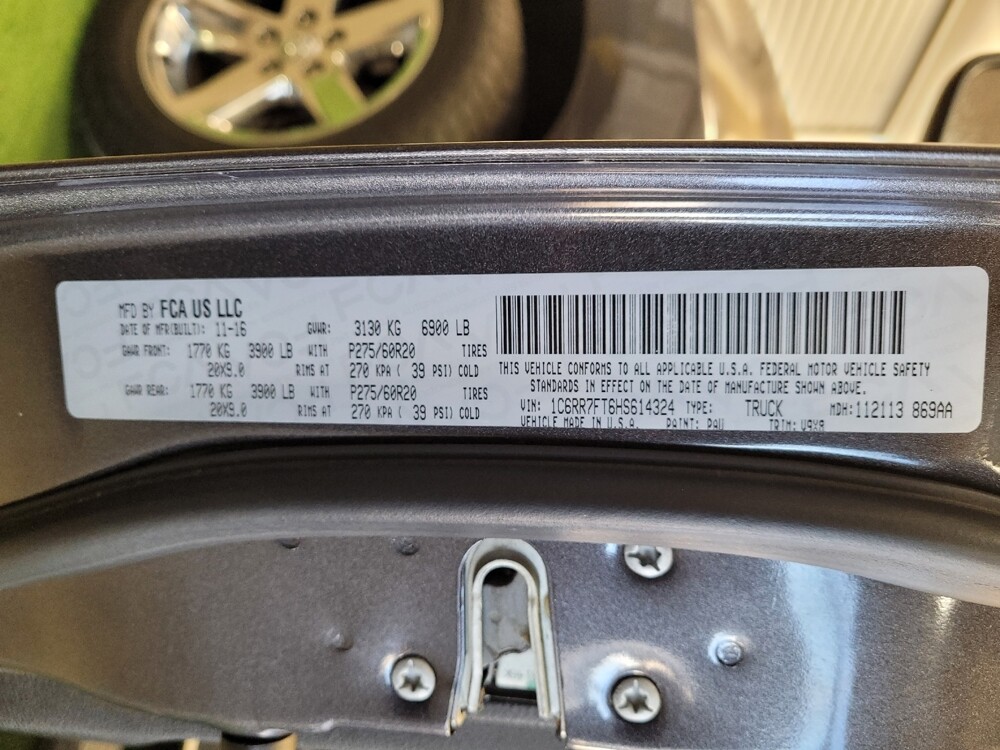 MFD BY FCA US LLC
DATE OF MFR(BUILT): 11-16 GVWR: 3130 KG 6900 LB
GAWR FRONT: 1770 KG 3900 LB WITH P275/60R20 TIRES
20X9.0 RIMS AT 270 KPA ( 39 PSI) COLD
GAWR REAR: 1770 KG 3900 LB WITH P275/60R20 TIRES
20X9.0 RIMS AT 270 KPA ( 39 PSI) COLD
THIS VEHICLE CONFORMS TO ALL APPLICABLE U.S.A. FEDERAL MOTOR VEHICLE SAFETY
STANDARDS IN EFFECT ON THE DATE OF MANUFACTURE SHOWN ABOVE.
VIN: 1C6RR7FT6HS614324 TYPE: TRUCK MDH: 112113 869AA
VEHICLE MADE IN U.S.A. PAINT: PAU TRIM: V9X8